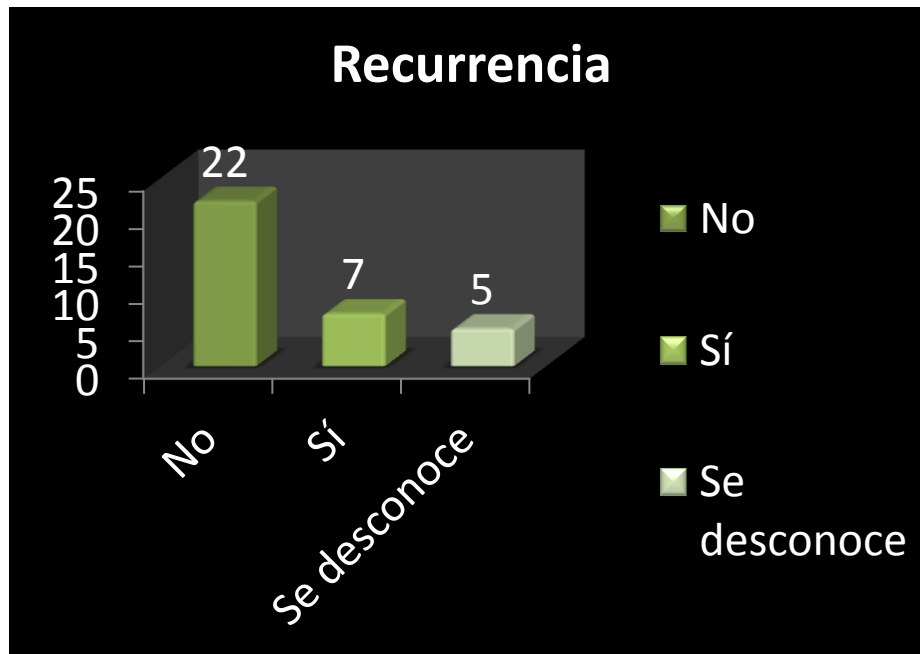 Recurrencia
22
7
5
25
20
15
10
5
0
No
Sí
Se desconoce
No
Sí
Se
desconoce